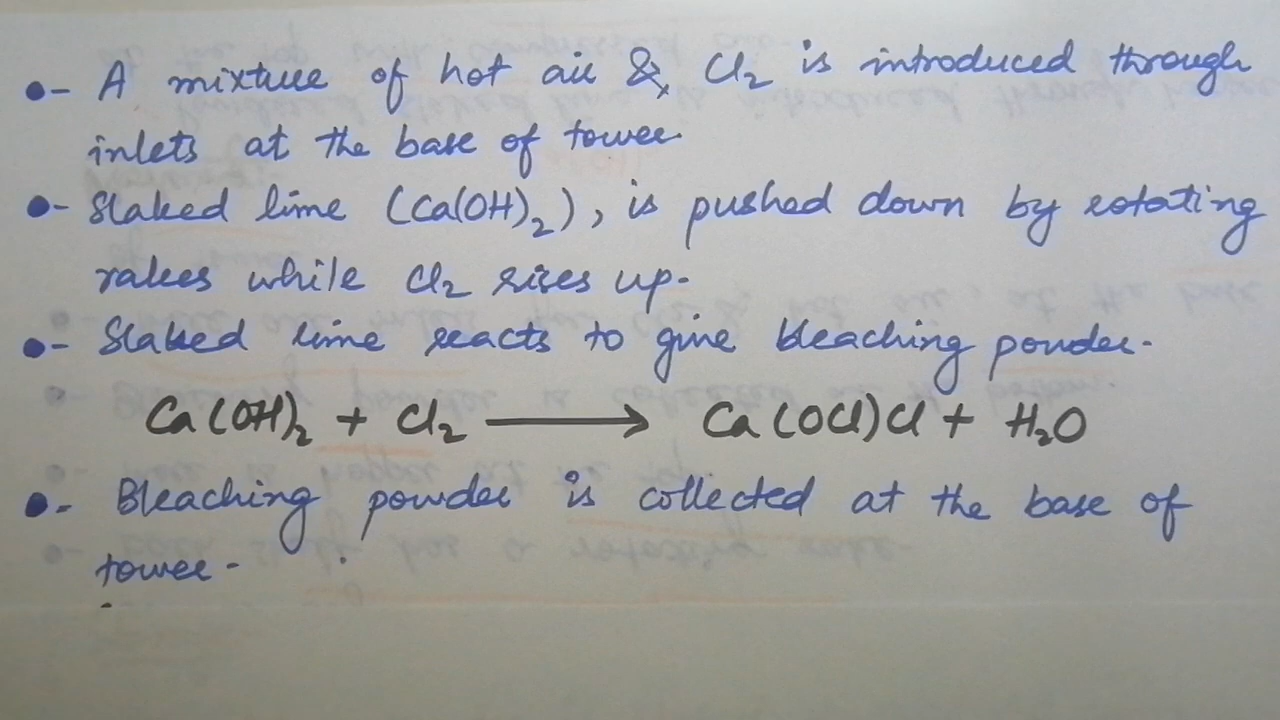 •- A mixture of hot air & Cl₂ is introduced through
inlets at the base of tower.
•- Slaked lime (Ca(OH)₂), is pushed down by rotating
rakes while Cl₂ rises up.
•- Slaked lime reacts to give bleaching powder.
Ca(OH)₂ + Cl₂ ⟶ Ca(OCl)Cl + H₂O
•- Bleaching powder is collected at the base of
tower.